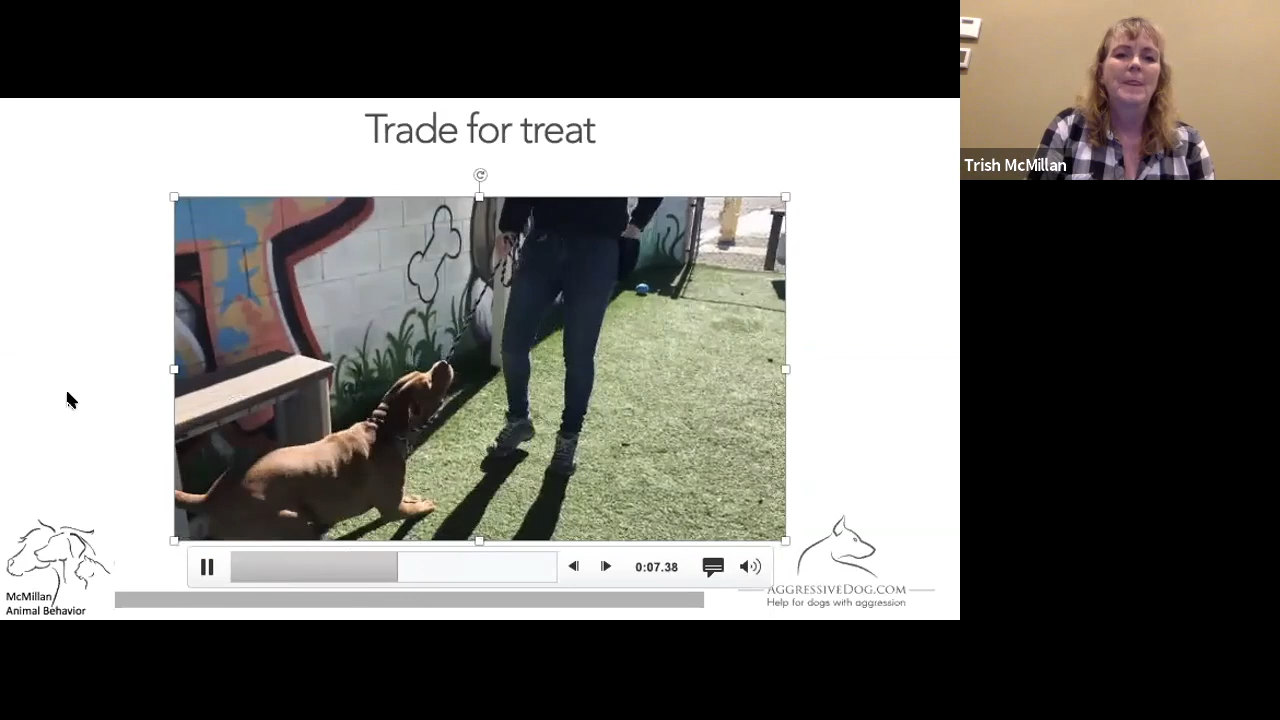 Trade for treat
Trish McMillan
0:07.38
McMillan
Animal Behavior
AGGRESSIVEDOG.COM
Help for dogs with aggression